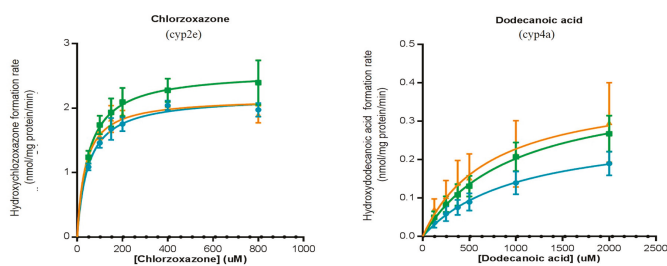 Chlorzoxazone
(cyp2e)
Hydroxychlorzoxazone formation rate
(nmol/mg protein/min)
3
2
1
0
0 200 400 600 800 1000
[Chlorzoxazone] (uM)
Dodecanoic acid
(cyp4a)
Hydroxydodecanoic acid formation rate
(nmol/mg protein/min)
0.5
0.4
0.3
0.2
0.1
0.0
0 500 1000 1500 2000 2500
[Dodecanoic acid] (uM)